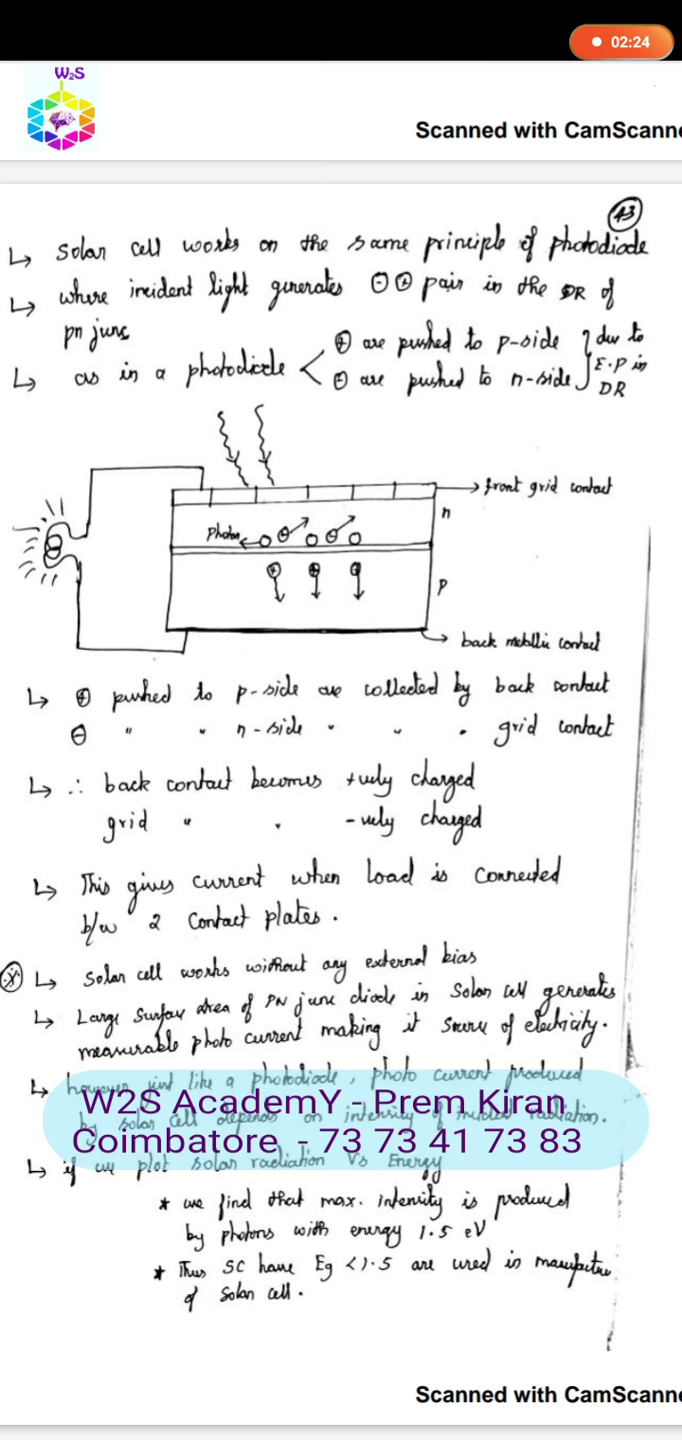 02:24
W₂S
Scanned with CamScanne
43
↳ Solar cell works on the same principle of photodiode
↳ where incident light generates ⊖⊕ pair in the DR of
pn junc
↳ as in a photodiode < ⊕ are pushed to p-side } due to
⊖ are pushed to n-side E.P in
DR
front grid contact
n
Photon
p
back metallic contact
↳ ⊕ pushed to p-side are collected by back contact
⊖ " " n-side " " " grid contact
↳ ∴ back contact becomes +vely charged
grid " " -vely charged
↳ This gives current when Load is connected
b/w 2 Contact plates.
(*) ↳ Solar cell works without any external bias
↳ Large Surface area of PN junc diode in Solar cell generates
measurable photo current making it Source of electricity.
↳ however just like a photodiode, photo current produced
by solar cell depends on intensity of incident radiation.
W2S AcademY - Prem Kiran
Coimbatore - 73 73 41 73 83
↳ if we plot solar radiation Vs Energy
* we find that max. intensity is produced
by photons with energy 1.5 eV
* Thus SC have Eg <1.5 are used in manufactu
of Solar cell.
Scanned with CamScanne